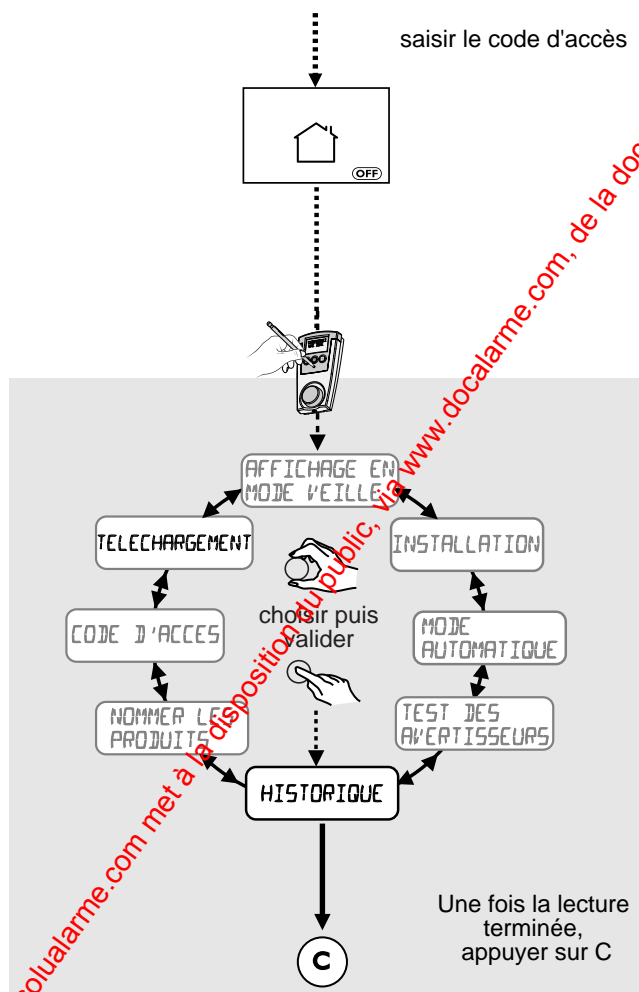 saisir le code d'accès
OFF
AFFICHAGE EN
MODE VEILLE
TELECHARGEMENT
INSTALLATION
choisir puis
valider
CODE D'ACCES
MODE
AUTOMATIQUE
NOMMER LES
PRODUITS
TEST DES
AVERTISSEURS
HISTORIQUE
Une fois la lecture
terminée,
appuyer sur C
C
solualarme.com met à la disposition du public, via www.docalarme.com, de la doc